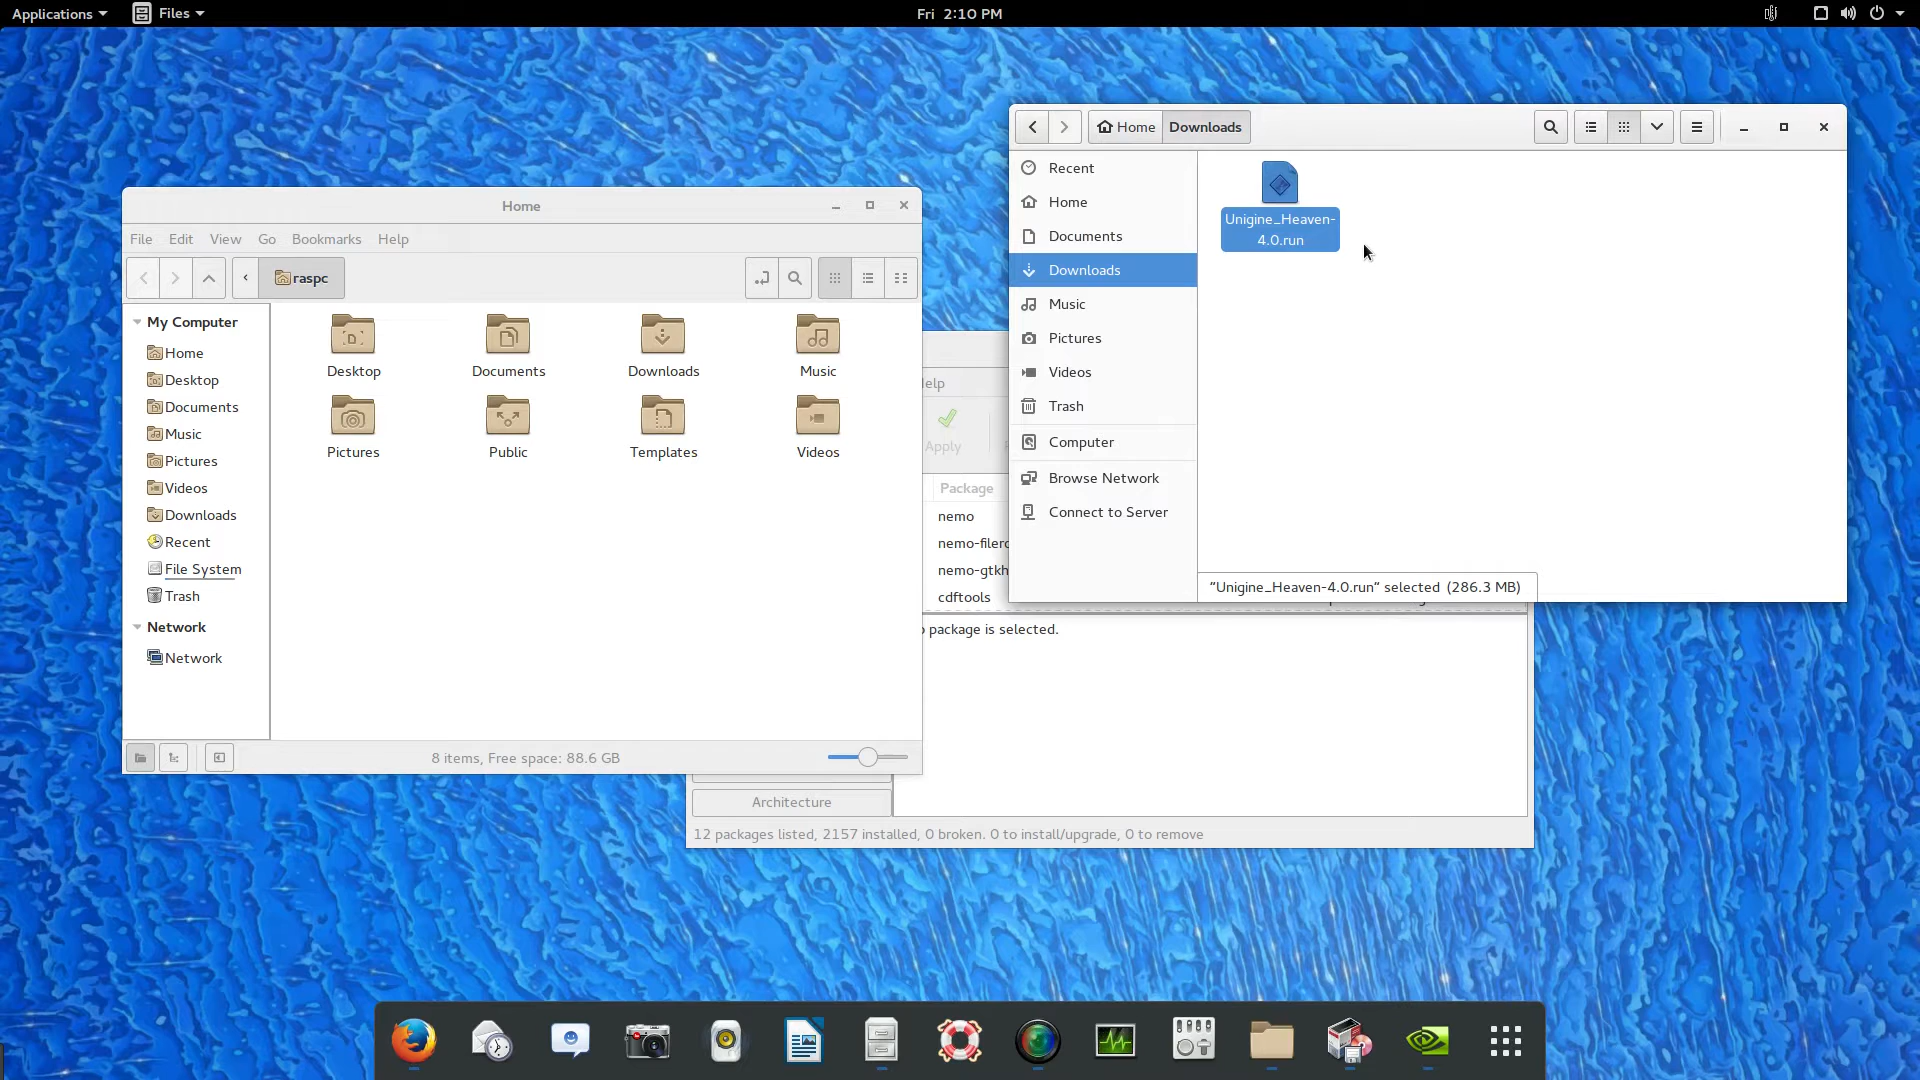 Applications
Files
Fri 2:10 PM
Home
File Edit View Go Bookmarks Help
raspc
My Computer
Home
Desktop
Documents
Music
Pictures
Videos
Downloads
Recent
File System
Trash
Network
Network
Desktop Documents Downloads Music
Pictures Public Templates Videos
8 items, Free space: 88.6 GB
Home Downloads
Recent
Home
Documents
Downloads
Music
Pictures
Videos
Trash
Computer
Browse Network
Connect to Server
Unigine_Heaven-
4.0.run
“Unigine_Heaven-4.0.run” selected (286.3 MB)
elp
Apply
Package
nemo
nemo-filero
nemo-gtkh
cdftools
package is selected.
Architecture
12 packages listed, 2157 installed, 0 broken. 0 to install/upgrade, 0 to remove